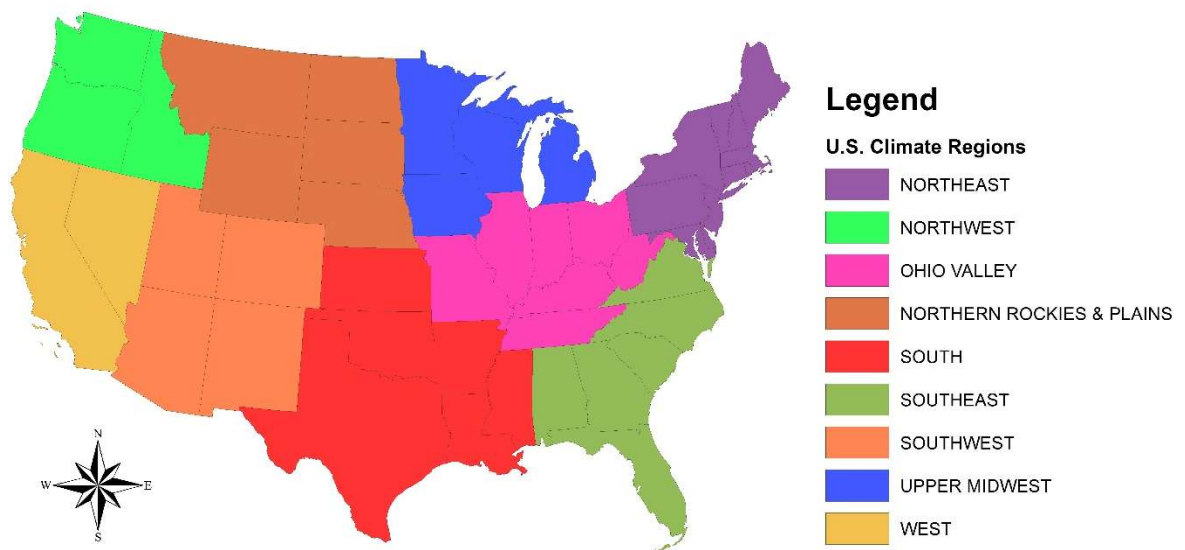 Legend
U.S. Climate Regions
NORTHEAST
NORTHWEST
OHIO VALLEY
NORTHERN ROCKIES & PLAINS
SOUTH
SOUTHEAST
SOUTHWEST
UPPER MIDWEST
WEST
N
W E
S